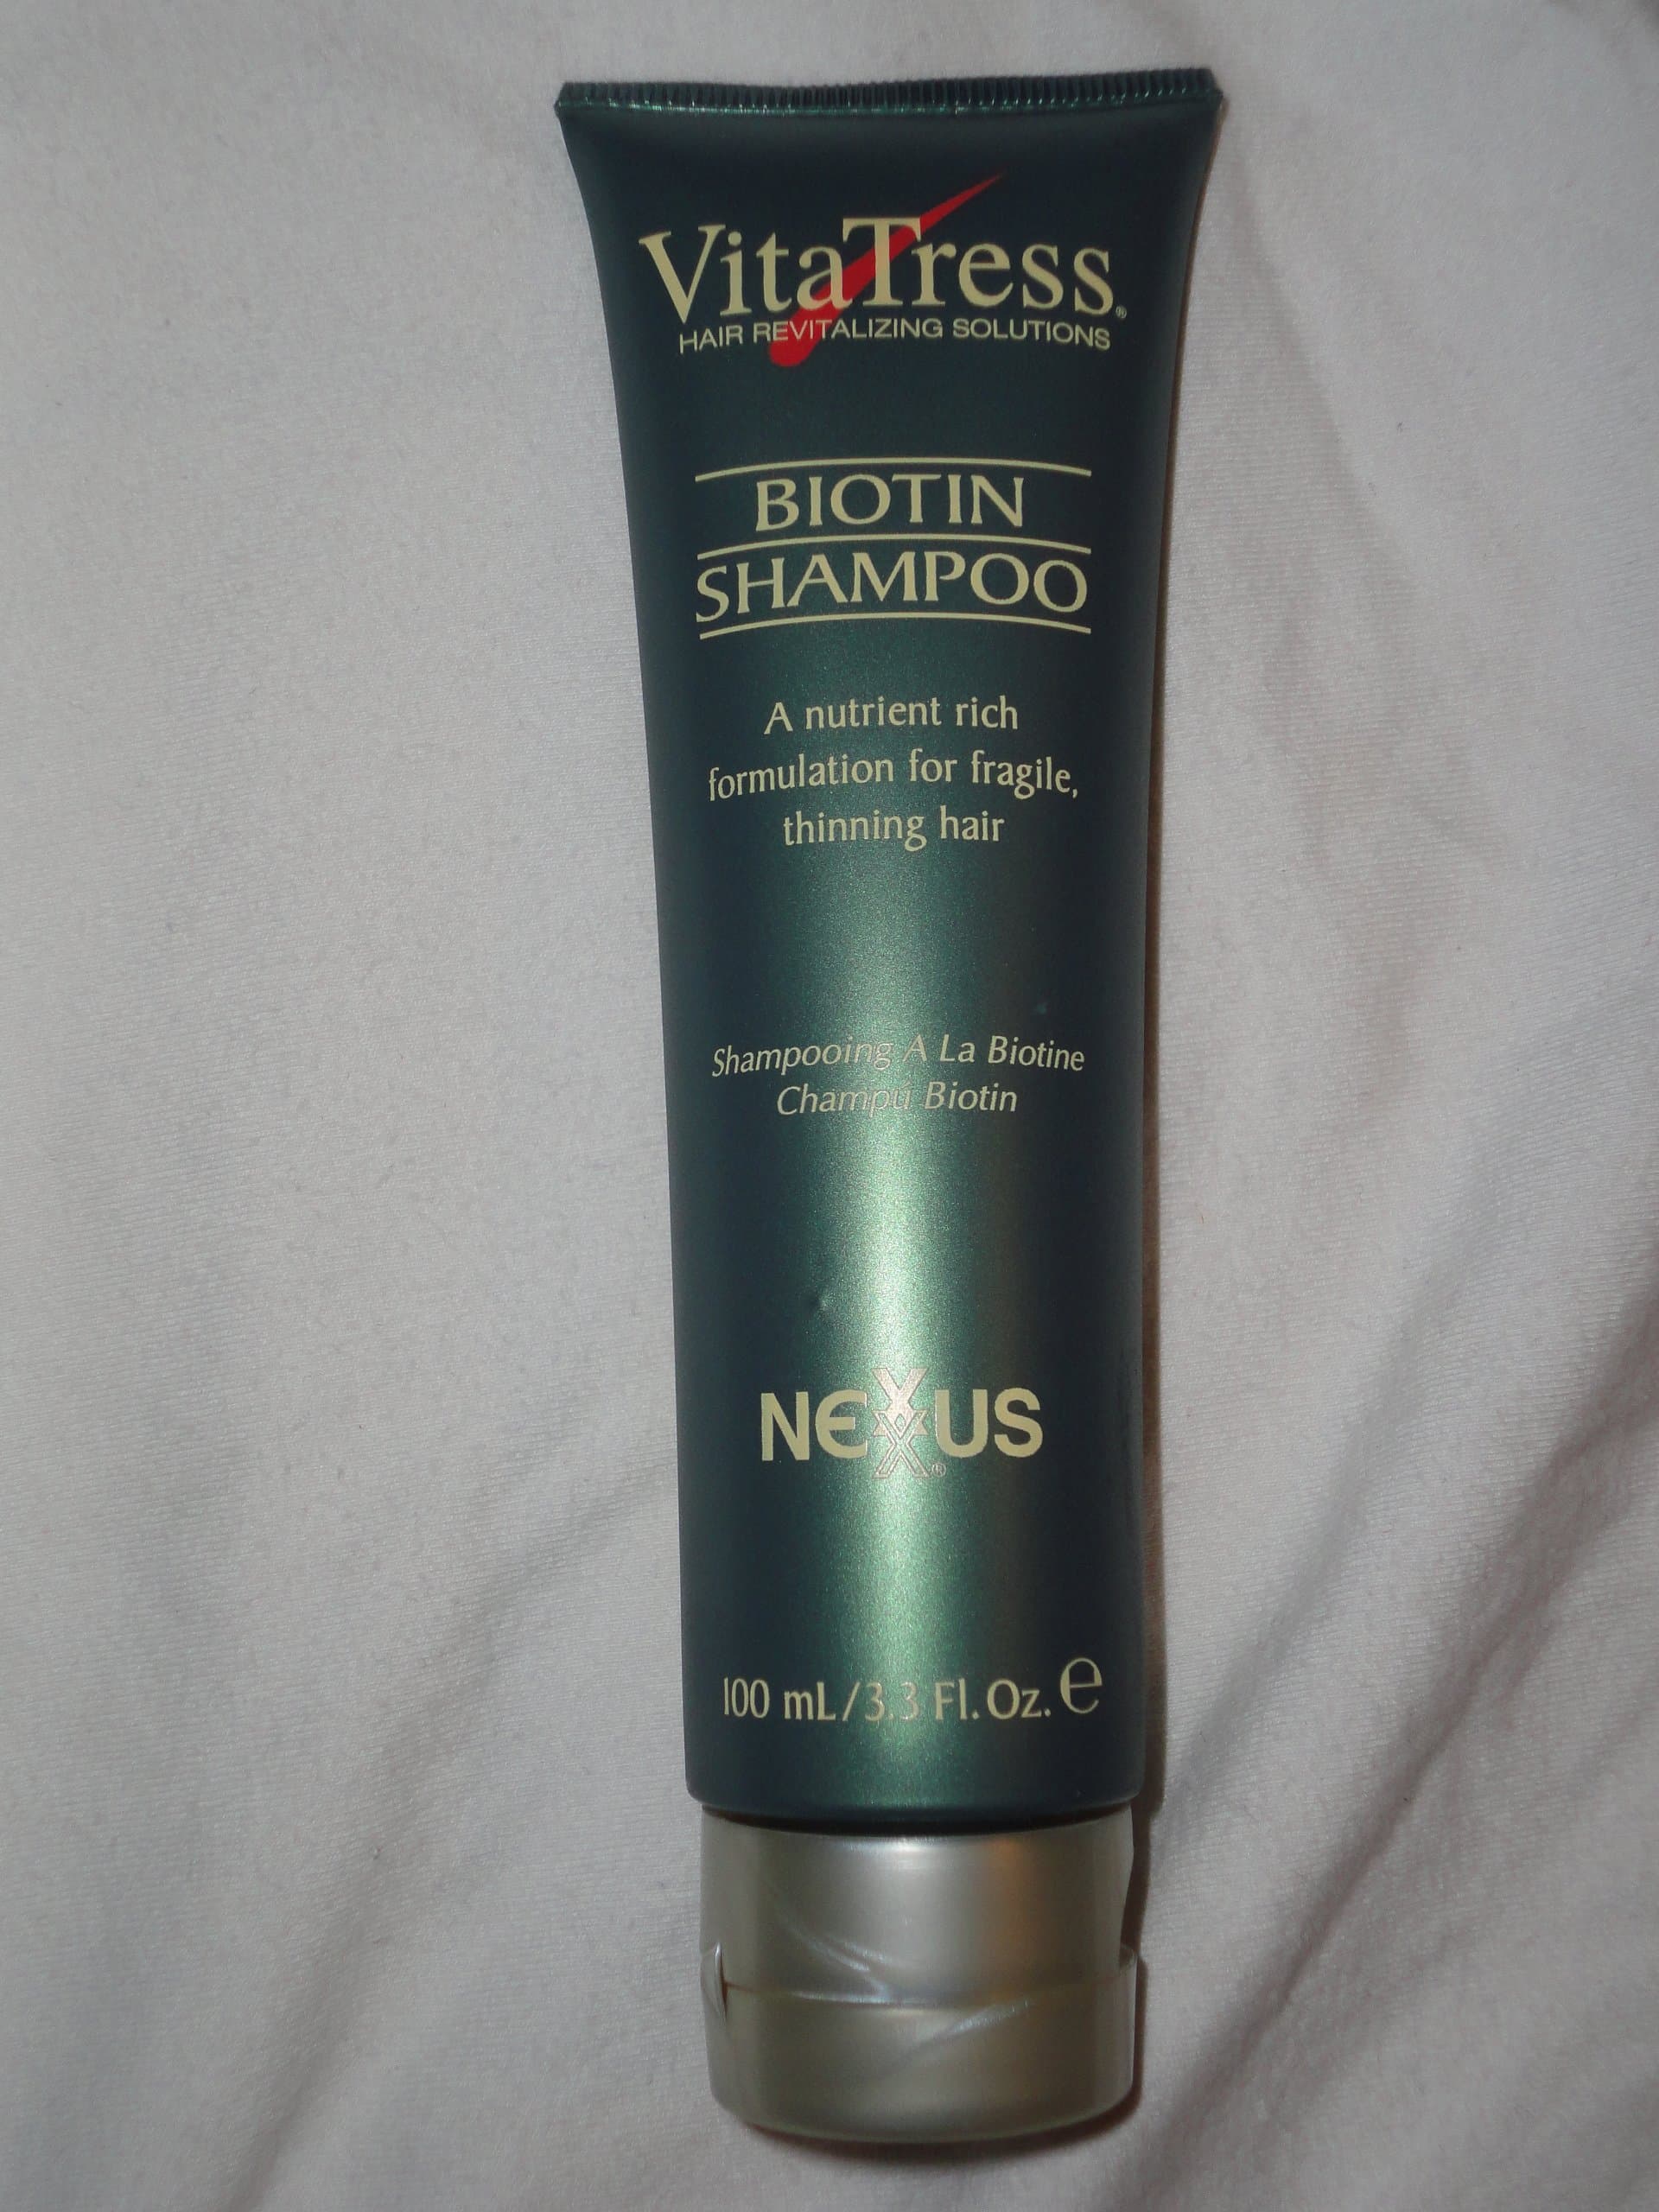 VitaTress®
HAIR REVITALIZING SOLUTIONS
BIOTIN
SHAMPOO
A nutrient rich
formulation for fragile,
thinning hair
Shampooing A La Biotine
Champú Biotin
NEXXUS®
100 mL/3.3 Fl. Oz. ℮